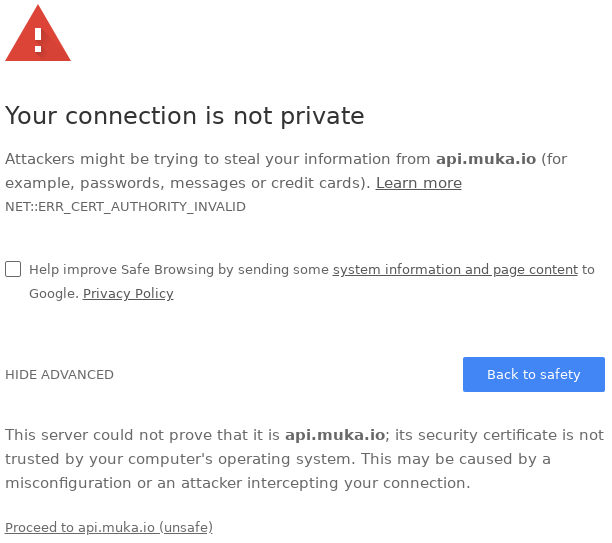 Your connection is not private
Attackers might be trying to steal your information from api.muka.io (for
example, passwords, messages or credit cards). Learn more
NET::ERR_CERT_AUTHORITY_INVALID
Help improve Safe Browsing by sending some system information and page content to
Google. Privacy Policy
HIDE ADVANCED
Back to safety
This server could not prove that it is api.muka.io; its security certificate is not
trusted by your computer's operating system. This may be caused by a
misconfiguration or an attacker intercepting your connection.
Proceed to api.muka.io (unsafe)